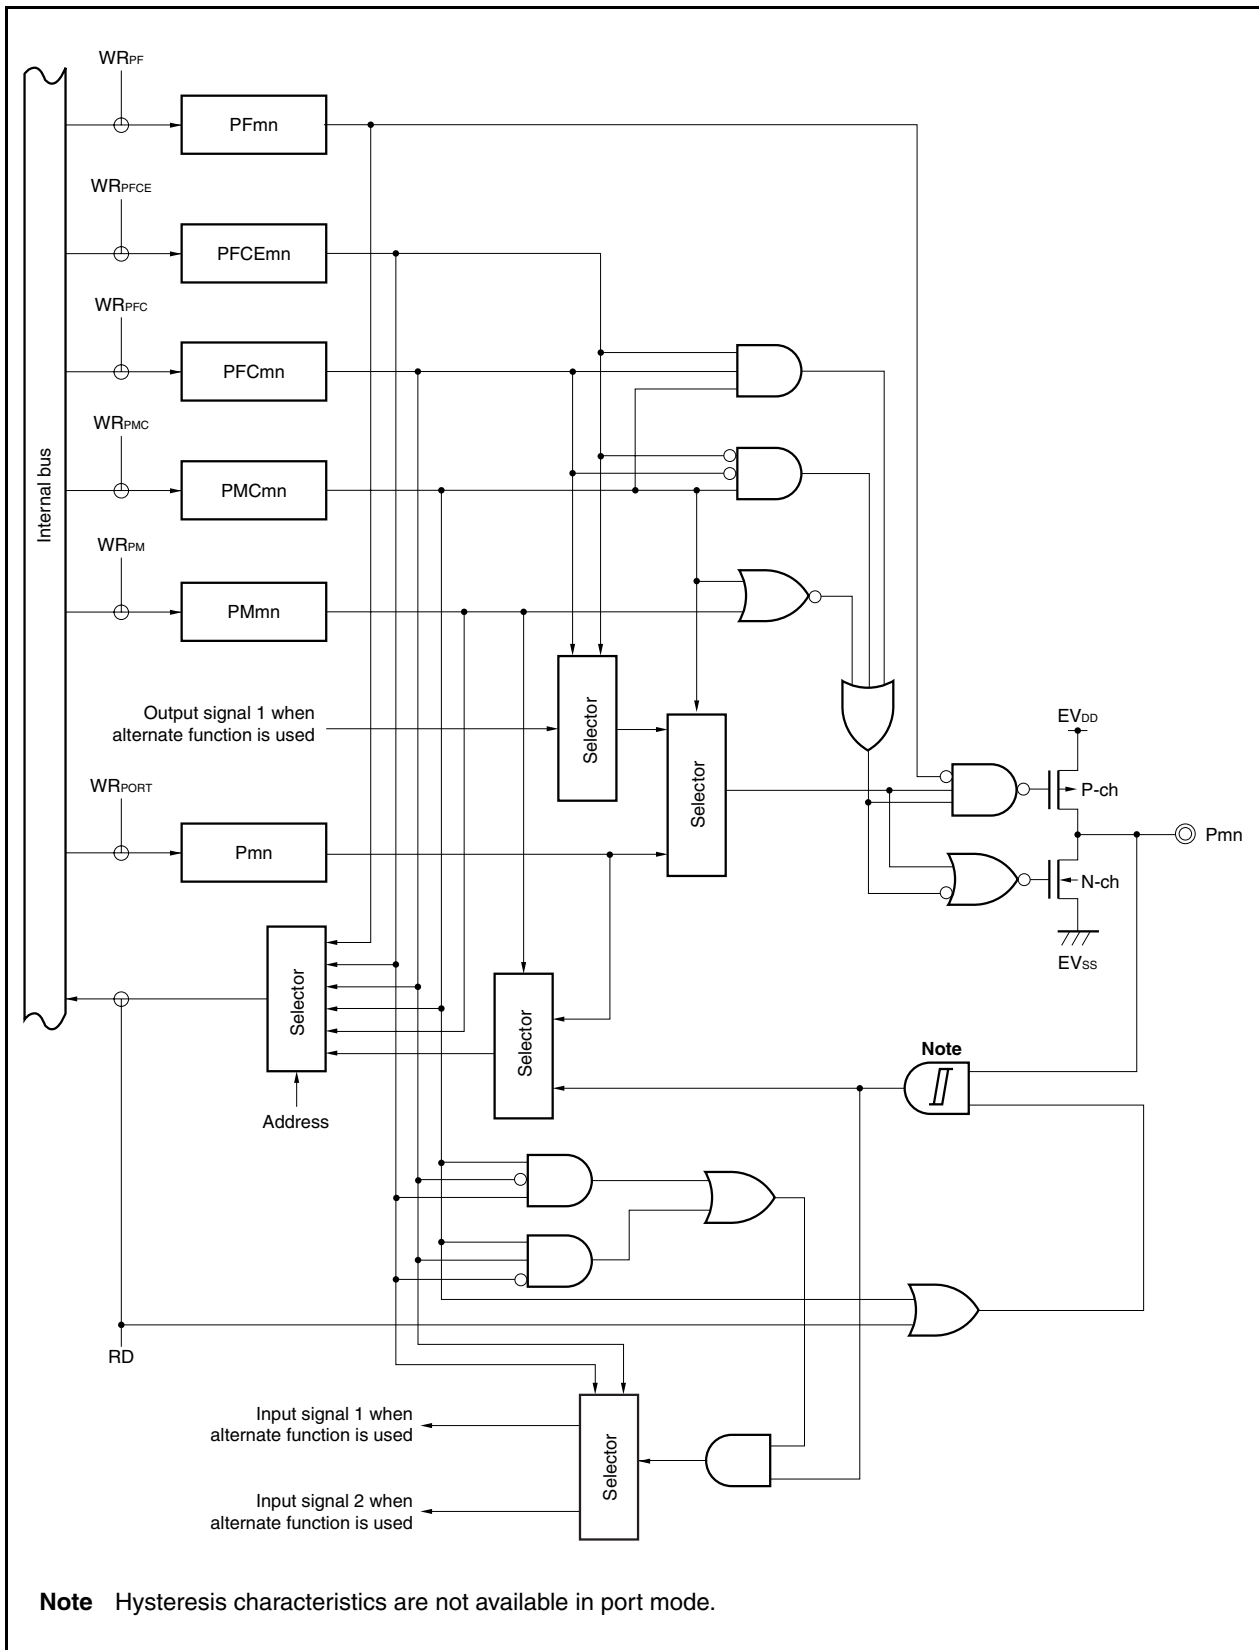 WRPF
PFmn
WRPFCE
PFCEmn
WRPFC
PFCmn
WRPMC
PMCmn
Internal bus
WRPM
PMmn
Output signal 1 when
alternate function is used
Selector
Selector
EVDD
P-ch
WRPORT
Pmn
Pmn
N-ch
EVSS
Selector
Selector
Note
Address
RD
Input signal 1 when
alternate function is used
Selector
Input signal 2 when
alternate function is used
Note Hysteresis characteristics are not available in port mode.